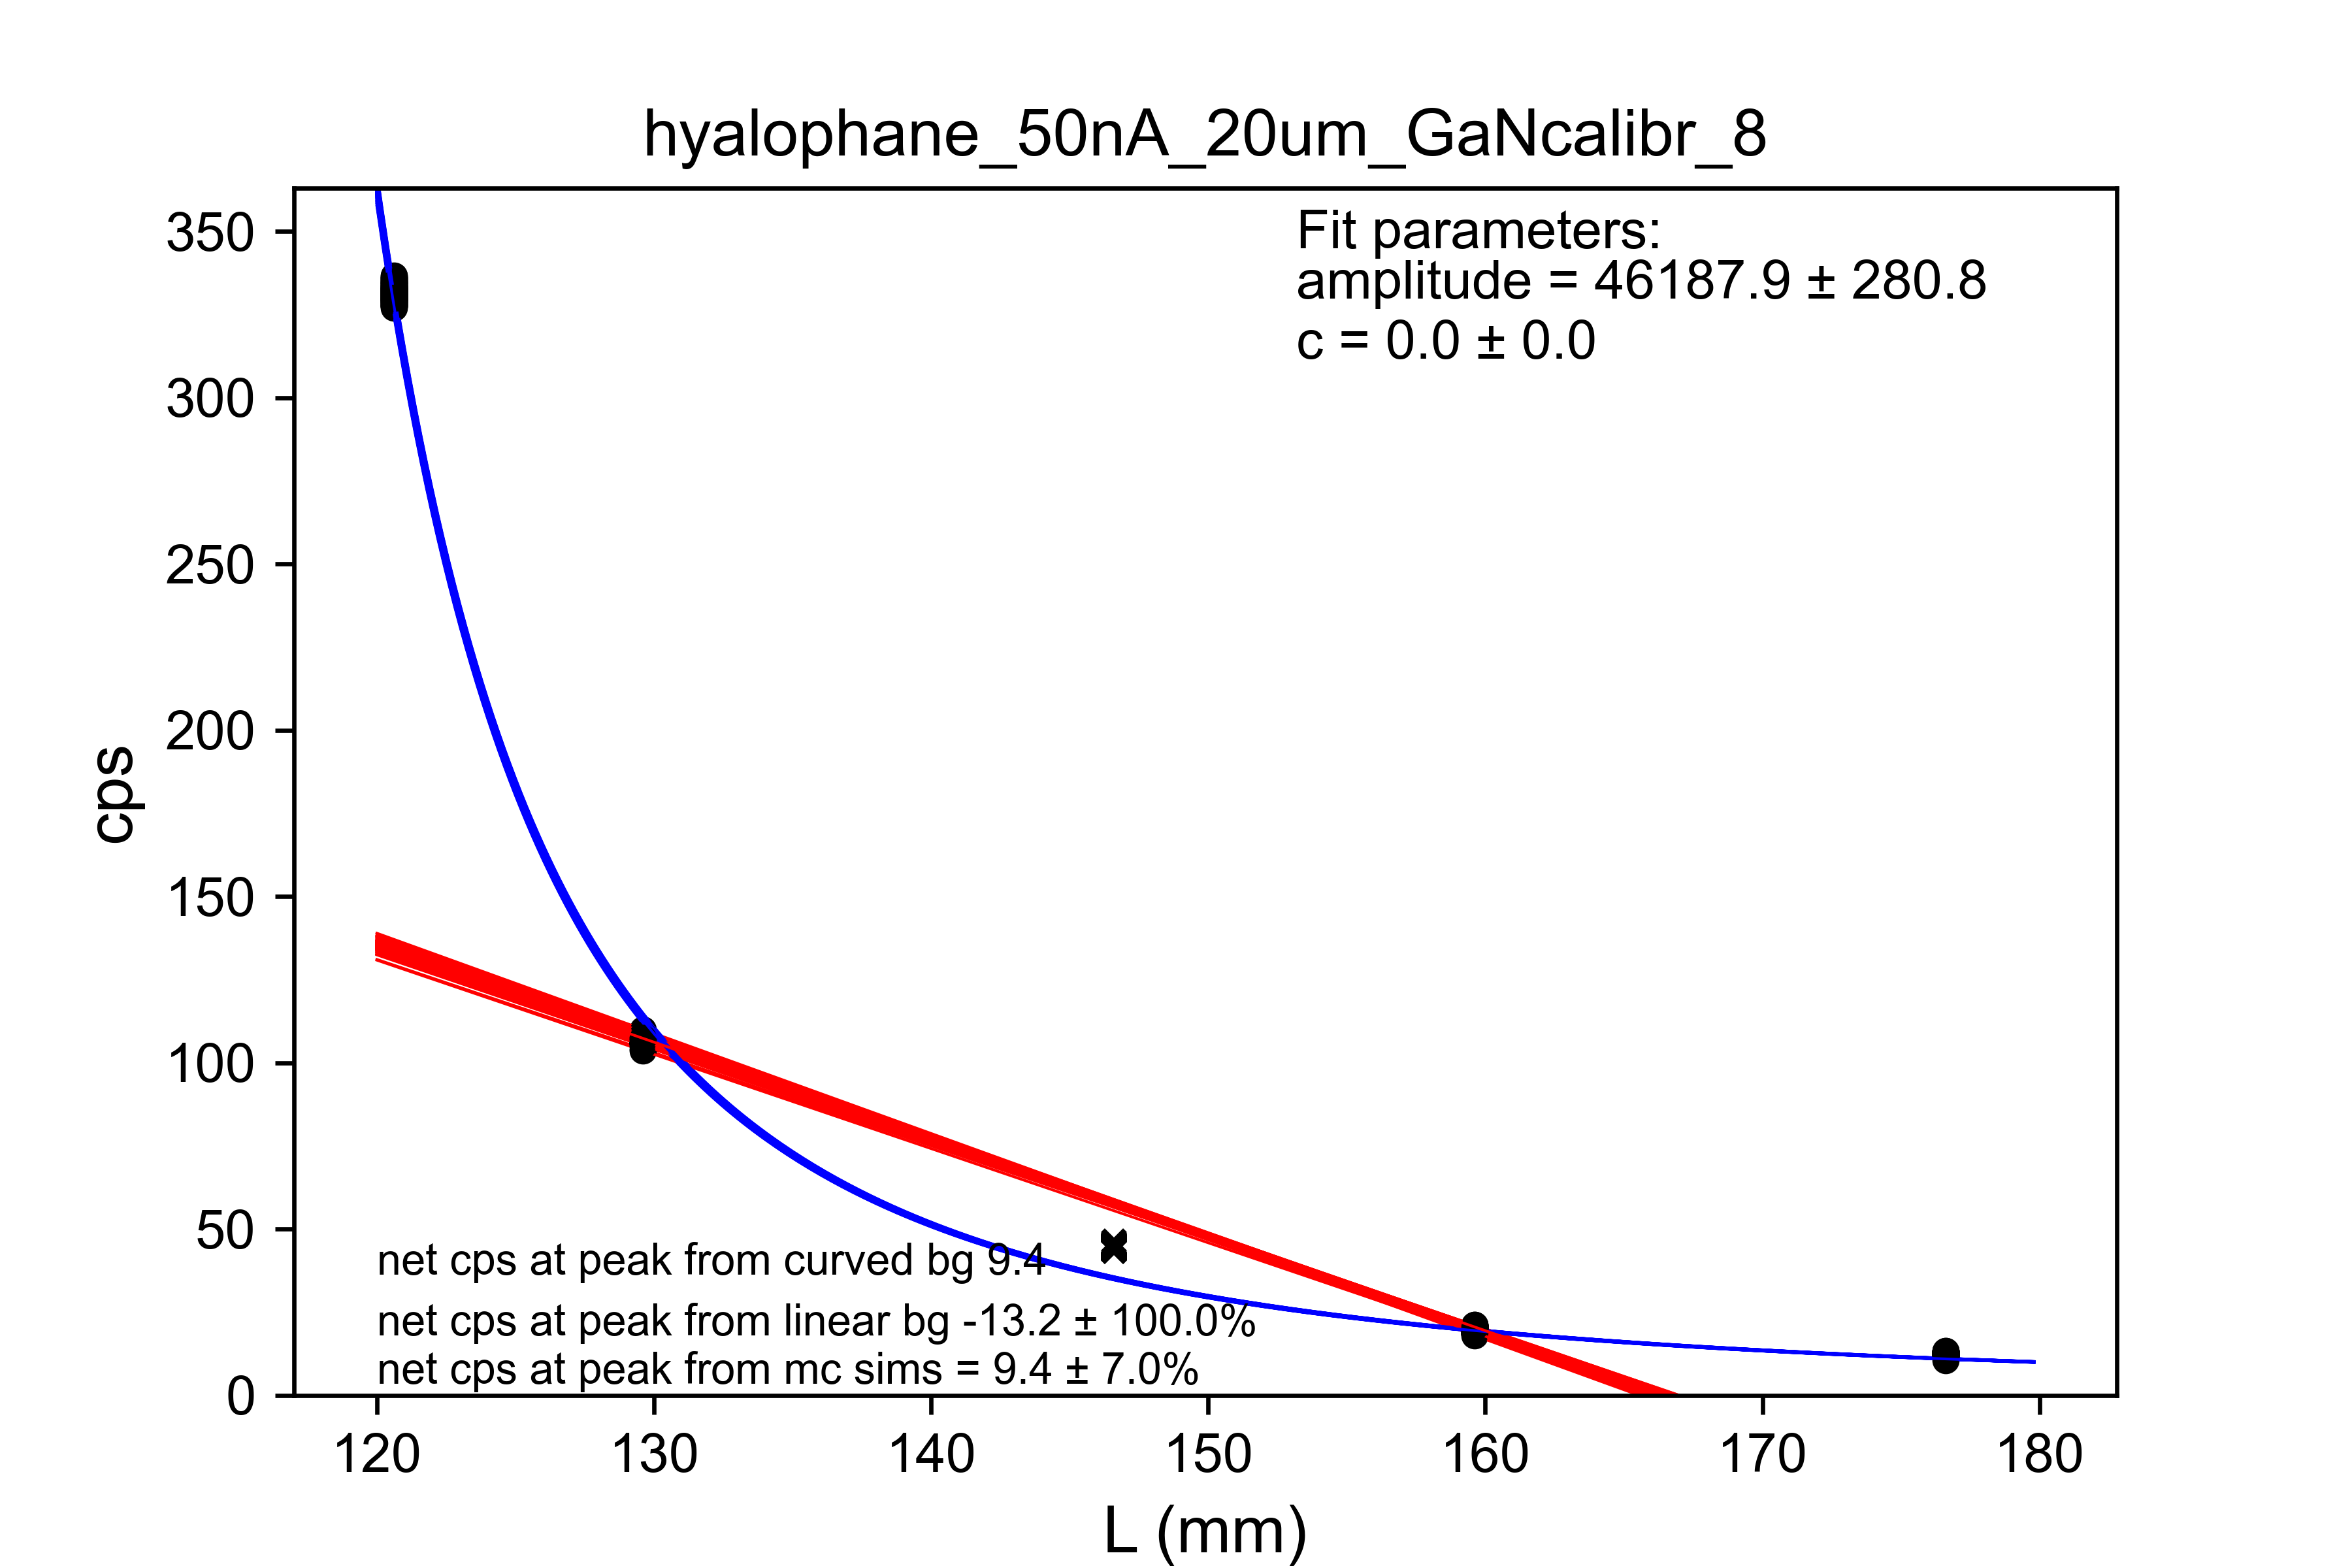 hyalophane_50nA_20um_GaNcalibr_8
Fit parameters:
amplitude = 46187.9 ± 280.8
c = 0.0 ± 0.0
350
300
250
200
150
100
50
0
cps
net cps at peak from curved bg 9.4
net cps at peak from linear bg -13.2 ± 100.0%
net cps at peak from mc sims = 9.4 ± 7.0%
120 130 140 150 160 170 180
L (mm)